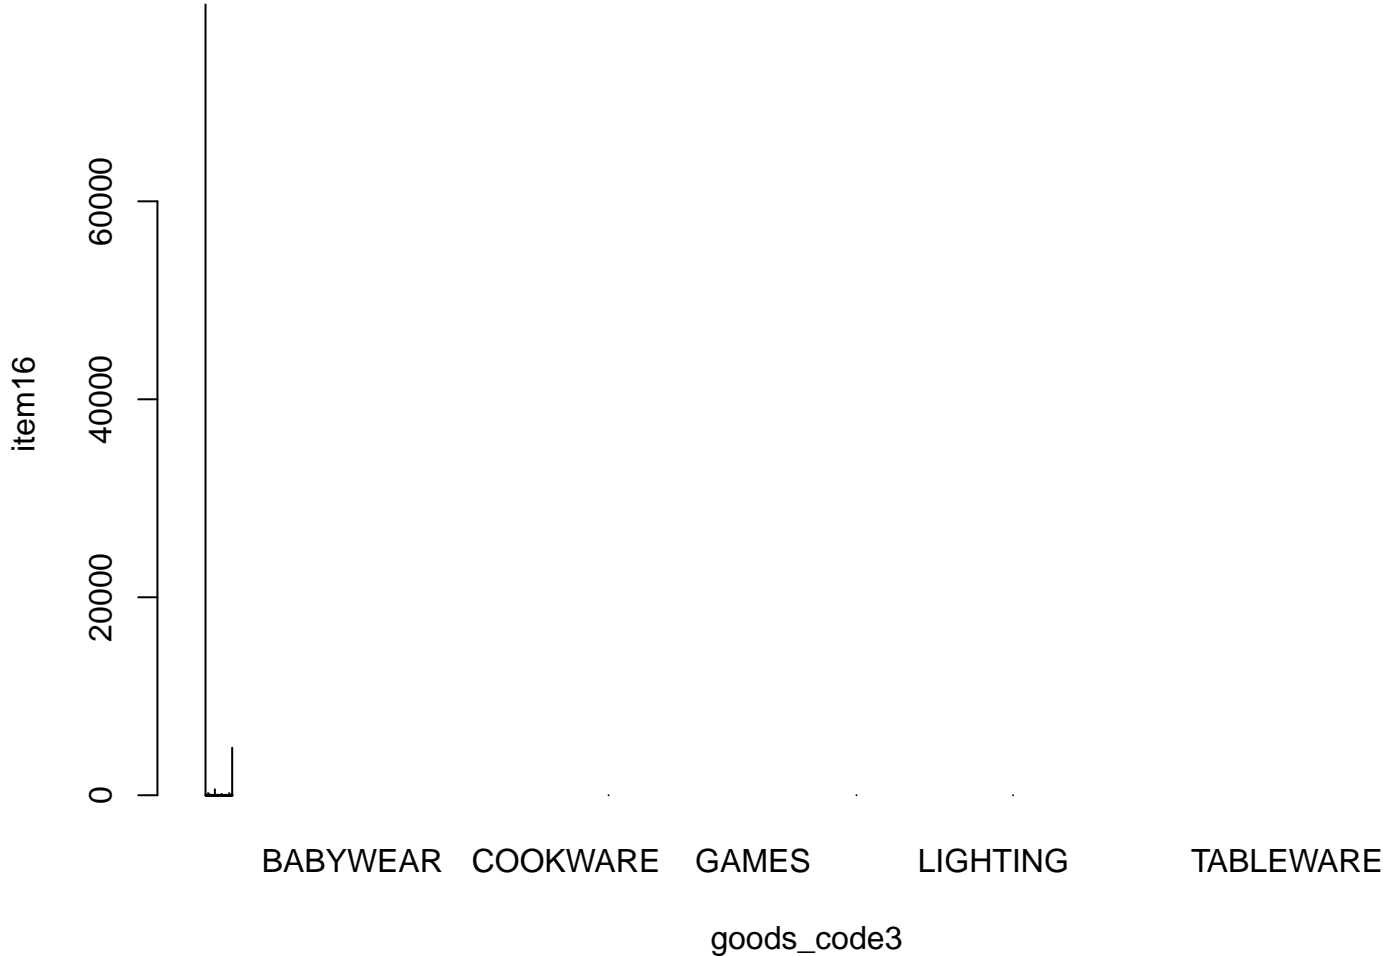 item16
60000
40000
20000
0
BABYWEAR COOKWARE GAMES LIGHTING TABLEWARE
goods_code3